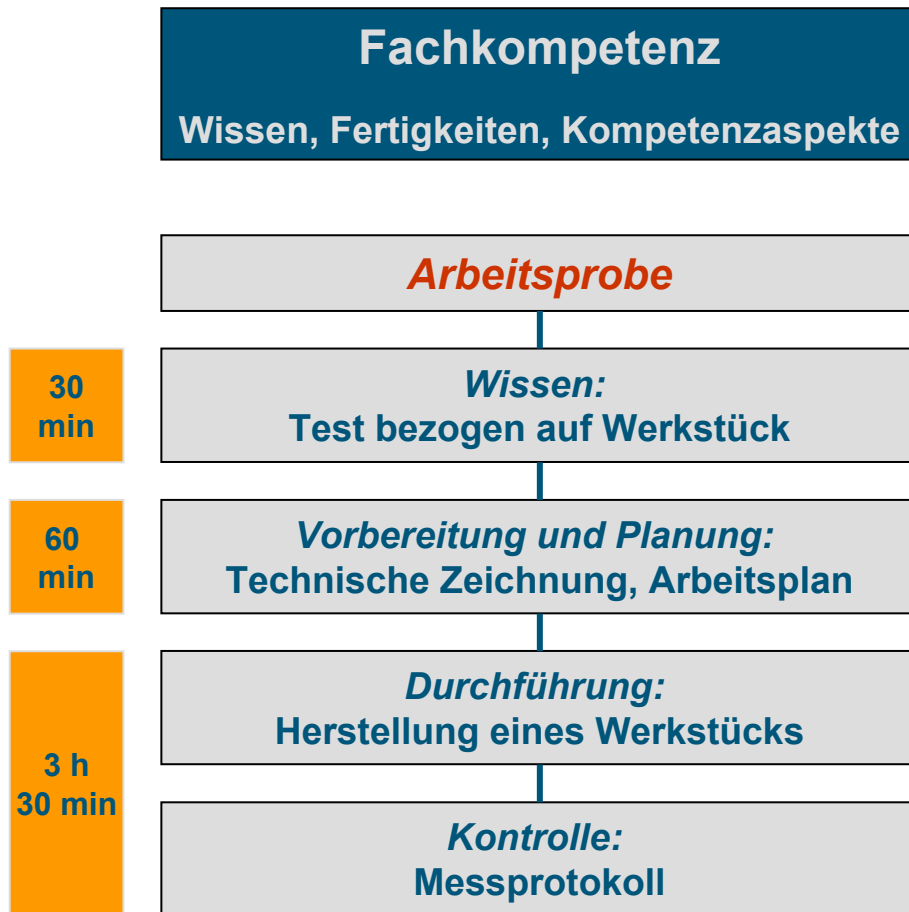 Fachkompetenz
Wissen, Fertigkeiten, Kompetenzaspekte
Arbeitsprobe
30
min
Wissen:
Test bezogen auf Werkstück
60
min
Vorbereitung und Planung:
Technische Zeichnung, Arbeitsplan
3 h
30 min
Durchführung:
Herstellung eines Werkstücks
Kontrolle:
Messprotokoll